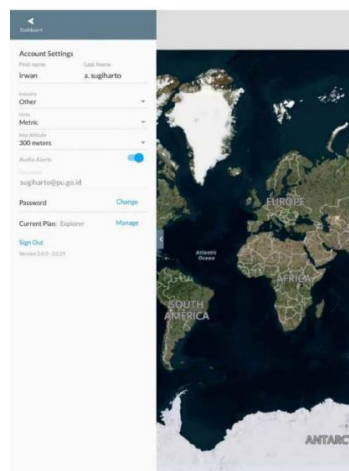 Dashboard
Account Settings
First name Last Name
irwan a. sugiharto
Industry
Other
Units
Metric
Max Altitude
300 meters
Audio Alerts
sugiharto@pu.go.id
Password Change
Current Plan: Explorer Manage
Sign Out
EUROPE
Atlantic
Ocean
AFRICA
SOUTH
AMERICA
ANTARC